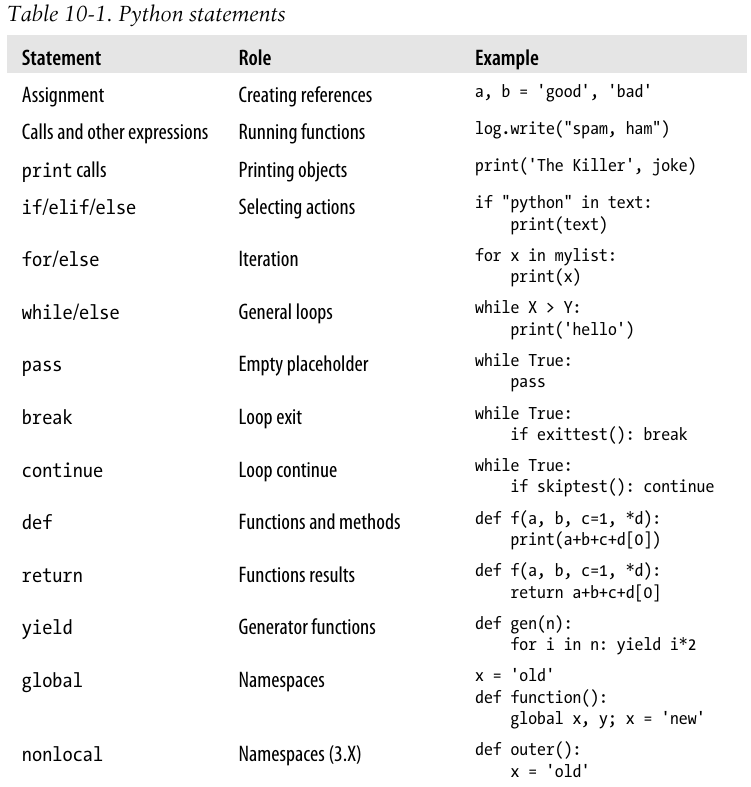 Table 10-1. Python statements
Statement Role Example
Assignment Creating references a, b = 'good', 'bad'
Calls and other expressions Running functions log.write("spam, ham")
print calls Printing objects print('The Killer', joke)
if/elif/else Selecting actions if "python" in text:
    print(text)
for/else Iteration for x in mylist:
    print(x)
while/else General loops while X > Y:
    print('hello')
pass Empty placeholder while True:
    pass
break Loop exit while True:
    if exittest(): break
continue Loop continue while True:
    if skiptest(): continue
def Functions and methods def f(a, b, c=1, *d):
    print(a+b+c+d[0])
return Functions results def f(a, b, c=1, *d):
    return a+b+c+d[0]
yield Generator functions def gen(n):
    for i in n: yield i*2
global Namespaces x = 'old'
def function():
    global x, y; x = 'new'
nonlocal Namespaces (3.X) def outer():
    x = 'old'